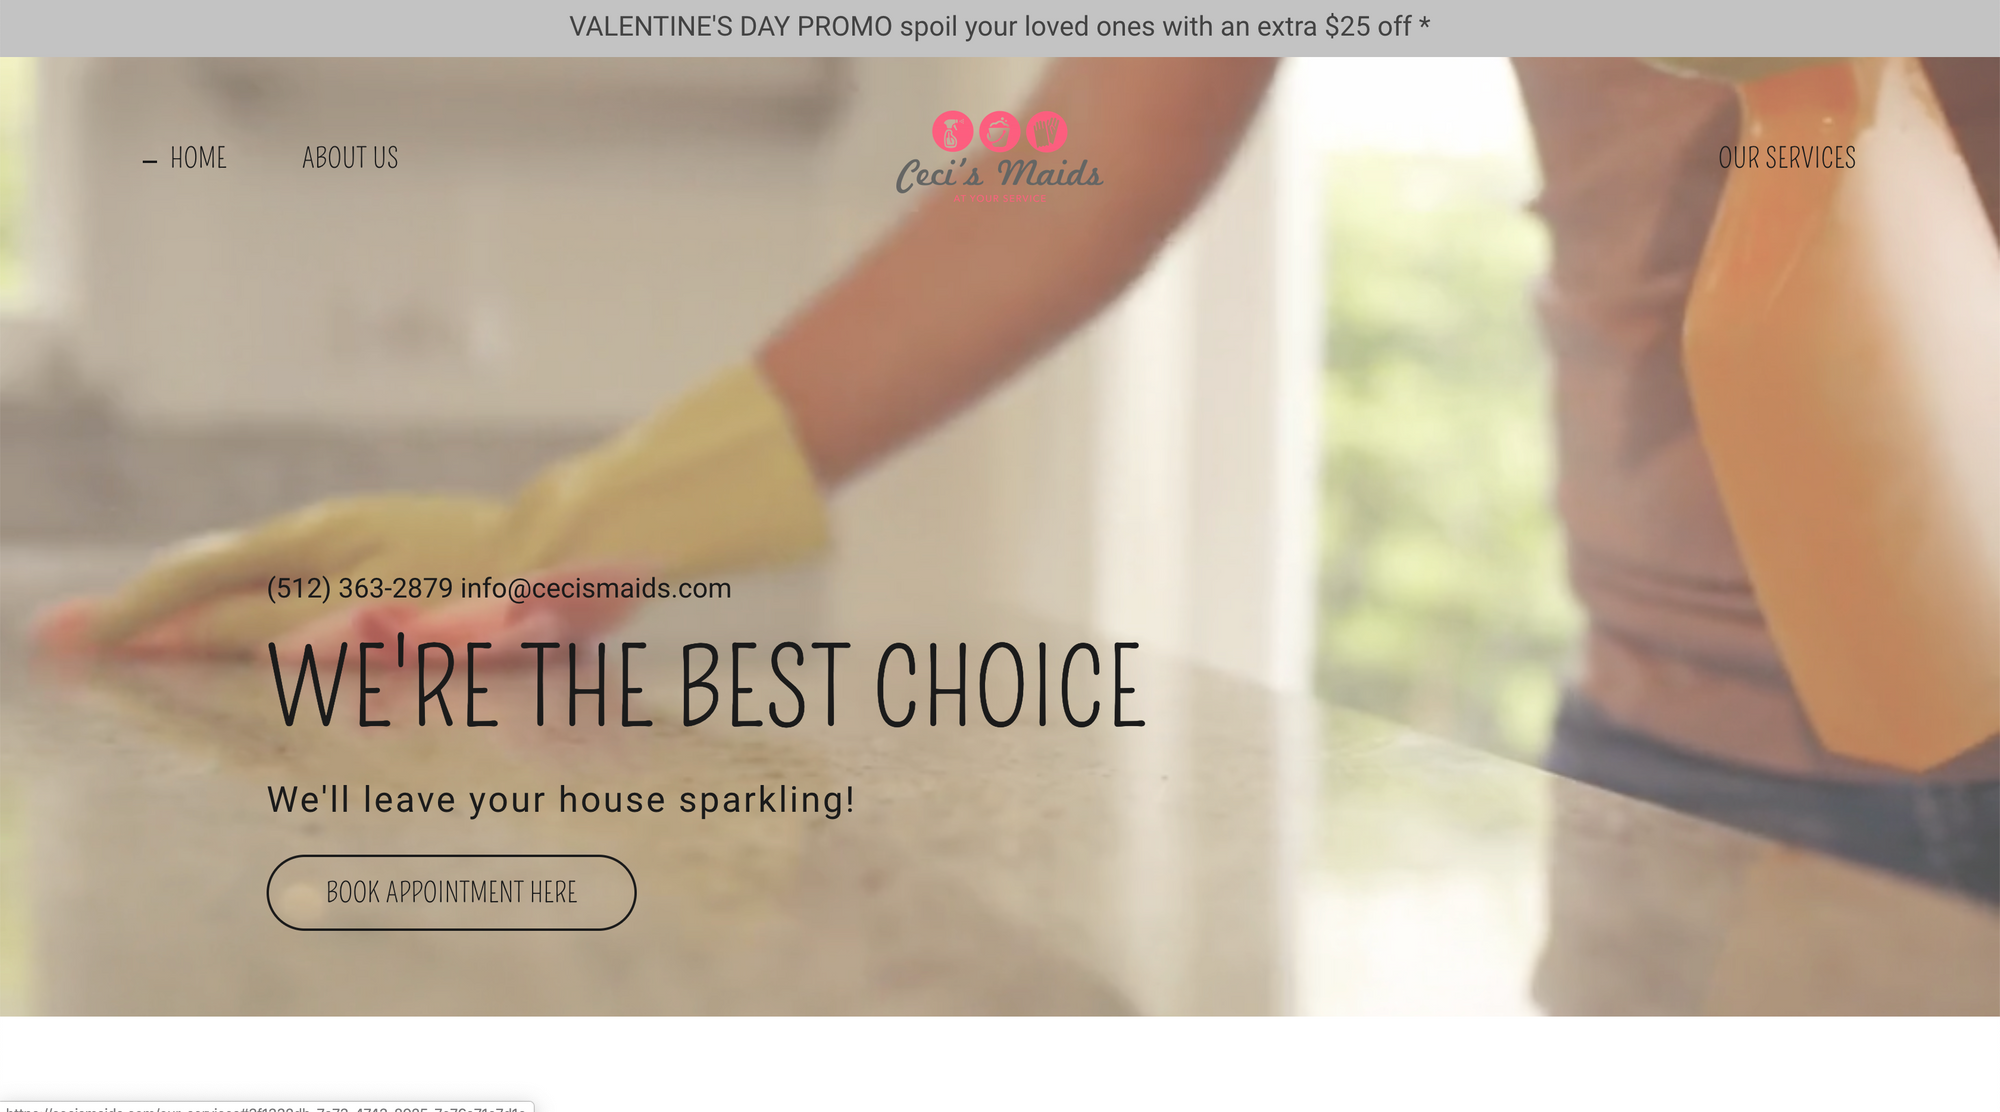 VALENTINE'S DAY PROMO spoil your loved ones with an extra $25 off *
HOME
ABOUT US
Ceci's Maids
OUR SERVICES
(512) 363-2879 info@cecismaids.com
WE'RE THE BEST CHOICE
We'll leave your house sparkling!
BOOK APPOINTMENT HERE